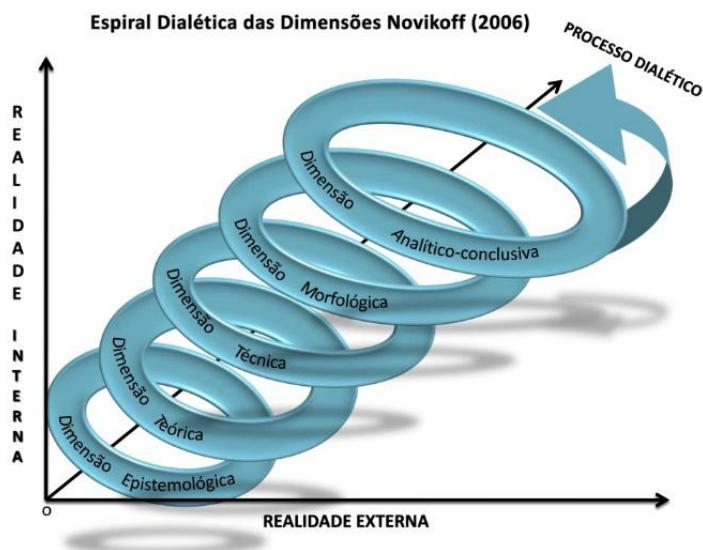 Espiral Dialética das Dimensões Novikoff (2006)
PROCESSO DIALÉTICO
REALIDADE INTERNA
Dimensão Analítico-conclusiva
Dimensão Morfológica
Dimensão Técnica
Dimensão Teórica
Dimensão Epistemológica
O
REALIDADE EXTERNA